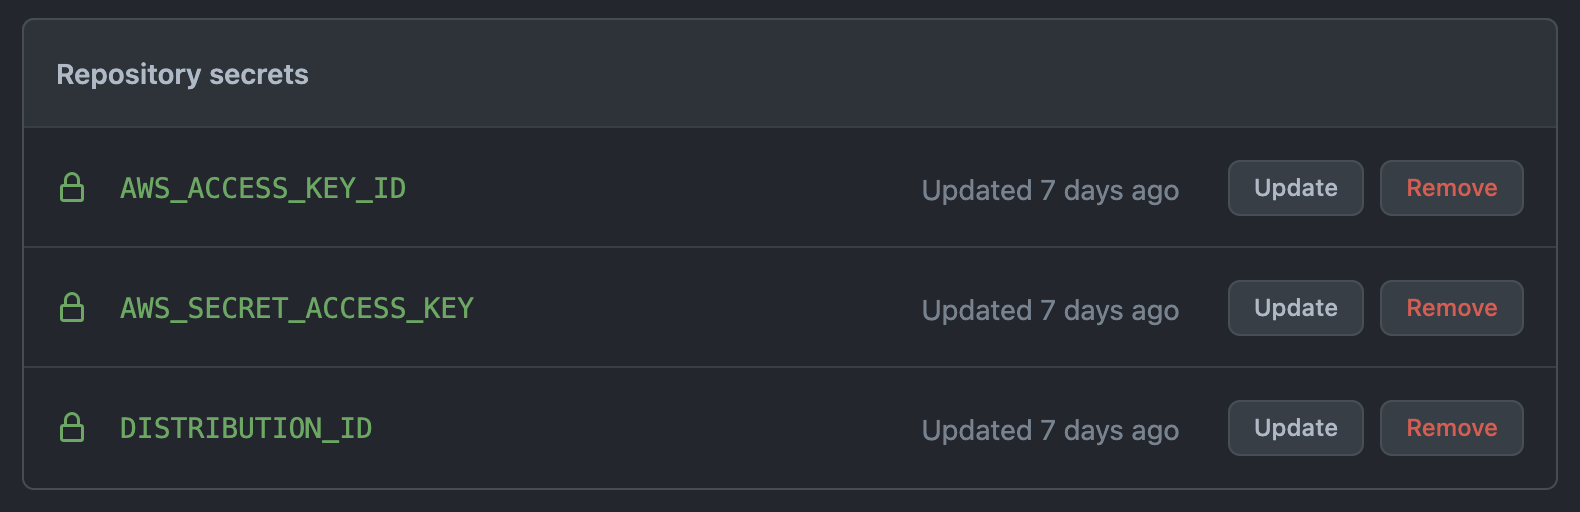 Repository secrets
AWS_ACCESS_KEY_ID Updated 7 days ago Update Remove
AWS_SECRET_ACCESS_KEY Updated 7 days ago Update Remove
DISTRIBUTION_ID Updated 7 days ago Update Remove